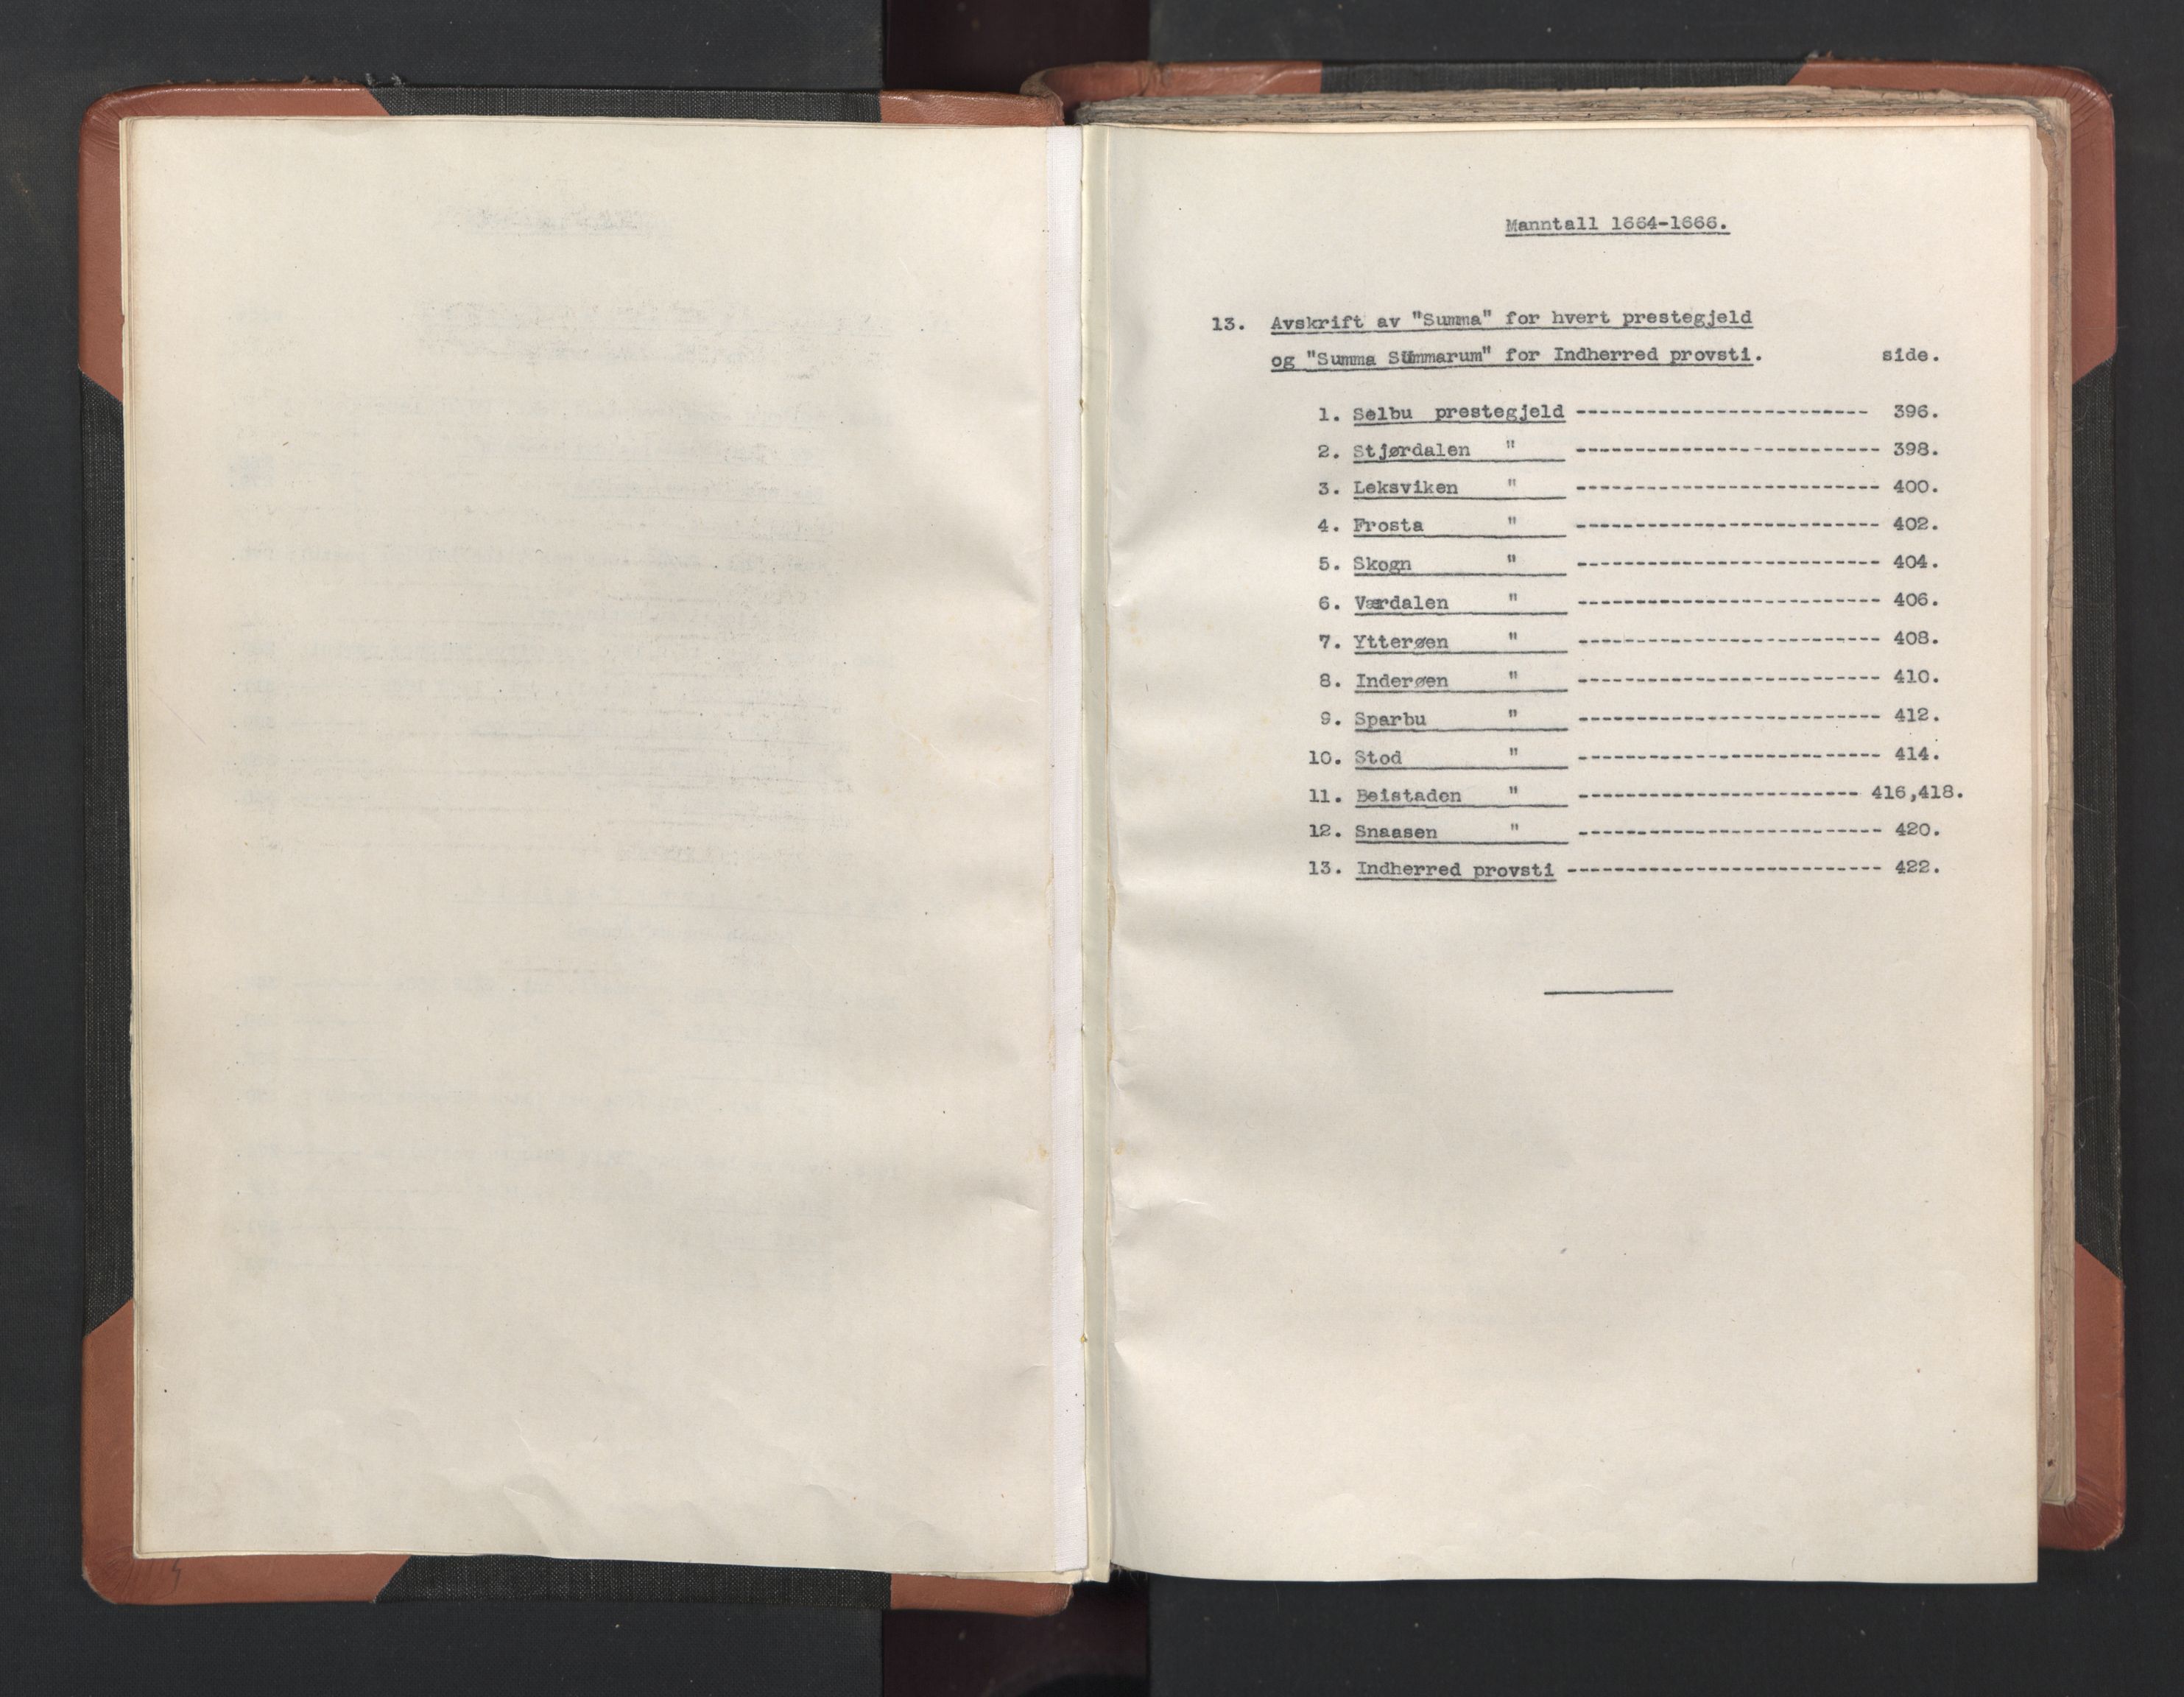 Manntall 1664-1666.
13. Avskrift av "Summa" for hvert prestegjeld
og "Summa Summarum" for Indherred provsti. side.
1. Selbu prestegjeld ------------------------ 396.
2. Stjørdalen " ------------------------- 398.
3. Leksviken " ------------------------- 400.
4. Frosta " ------------------------- 402.
5. Skogn " ------------------------- 404.
6. Værdalen " ------------------------- 406.
7. Ytterøen " ------------------------- 408.
8. Inderøen " ------------------------- 410.
9. Sparbu " ------------------------- 412.
10. Stod " ------------------------- 414.
11. Beistaden " ----------------------- 416,418.
12. Snaasen " ------------------------- 420.
13. Indherred provsti -------------------------- 422.